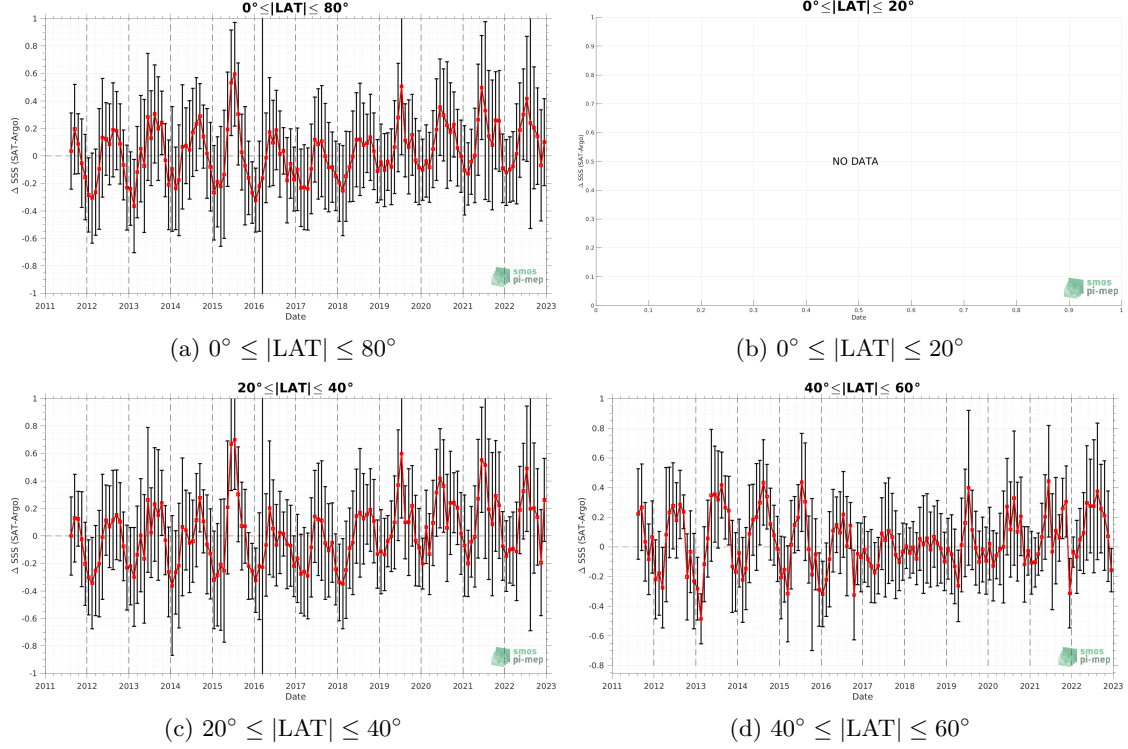 0°≤|LAT|≤ 80°
1
0.8
0.6
0.4
0.2
0
-0.2
-0.4
-0.6
-0.8
-1
Δ SSS (SAT-Argo)
2011 2012 2013 2014 2015 2016 2017 2018 2019 2020 2021 2022 2023
Date
smos
pi-mep
(a) 0° ≤ |LAT| ≤ 80°
0°≤|LAT|≤ 20°
1
0.9
0.8
0.7
0.6
0.5
0.4
0.3
0.2
0.1
0
Δ SSS (SAT-Argo)
NO DATA
0 0.1 0.2 0.3 0.4 0.5 0.6 0.7 0.8 0.9 1
Date
smos
pi-mep
(b) 0° ≤ |LAT| ≤ 20°
20°≤|LAT|≤ 40°
1
0.8
0.6
0.4
0.2
0
-0.2
-0.4
-0.6
-0.8
-1
Δ SSS (SAT-Argo)
2011 2012 2013 2014 2015 2016 2017 2018 2019 2020 2021 2022 2023
Date
smos
pi-mep
(c) 20° ≤ |LAT| ≤ 40°
40°≤|LAT|≤ 60°
0.8
0.6
0.4
0.2
0
-0.2
-0.4
-0.6
-0.8
Δ SSS (SAT-Argo)
2011 2012 2013 2014 2015 2016 2017 2018 2019 2020 2021 2022 2023
Date
smos
pi-mep
(d) 40° ≤ |LAT| ≤ 60°